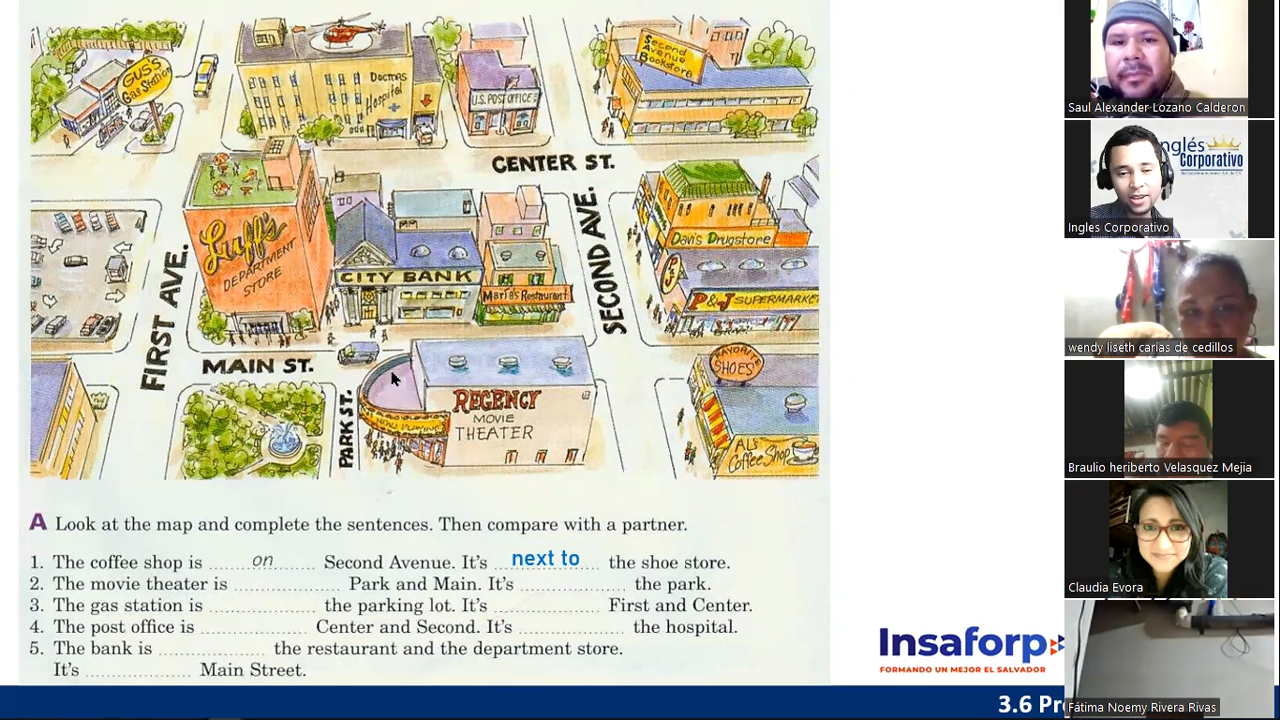 GUS'S
Gas Station
DOCTORS
Hospital
U.S. POST OFFICE
Second
Avenue
Bookstore
CENTER ST.
Luff's
DEPARTMENT
STORE
CITY BANK
Maria's Restaurant
FIRST AVE.
SECOND AVE.
Davis Drugstore
P&J SUPERMARKET
MAIN ST.
PARK ST.
NOW PLAYING
REGENCY
MOVIE
THEATER
FAVORITE
SHOES
AL'S
Coffee Shop
A Look at the map and complete the sentences. Then compare with a partner.
1. The coffee shop is on Second Avenue. It's next to the shoe store.
2. The movie theater is .................... Park and Main. It's .................... the park.
3. The gas station is .................... the parking lot. It's .................... First and Center.
4. The post office is .................... Center and Second. It's .................... the hospital.
5. The bank is .................... the restaurant and the department store.
It's .................... Main Street.
Insaforp
FORMANDO UN MEJOR EL SALVADOR
3.6 Pr
Saul Alexander Lozano Calderon
nglés
Corporativo
Ingles Corporativo
wendy liseth carias de cedillos
Braulio heriberto Velasquez Mejia
Claudia Evora
Fátima Noemy Rivera Rivas